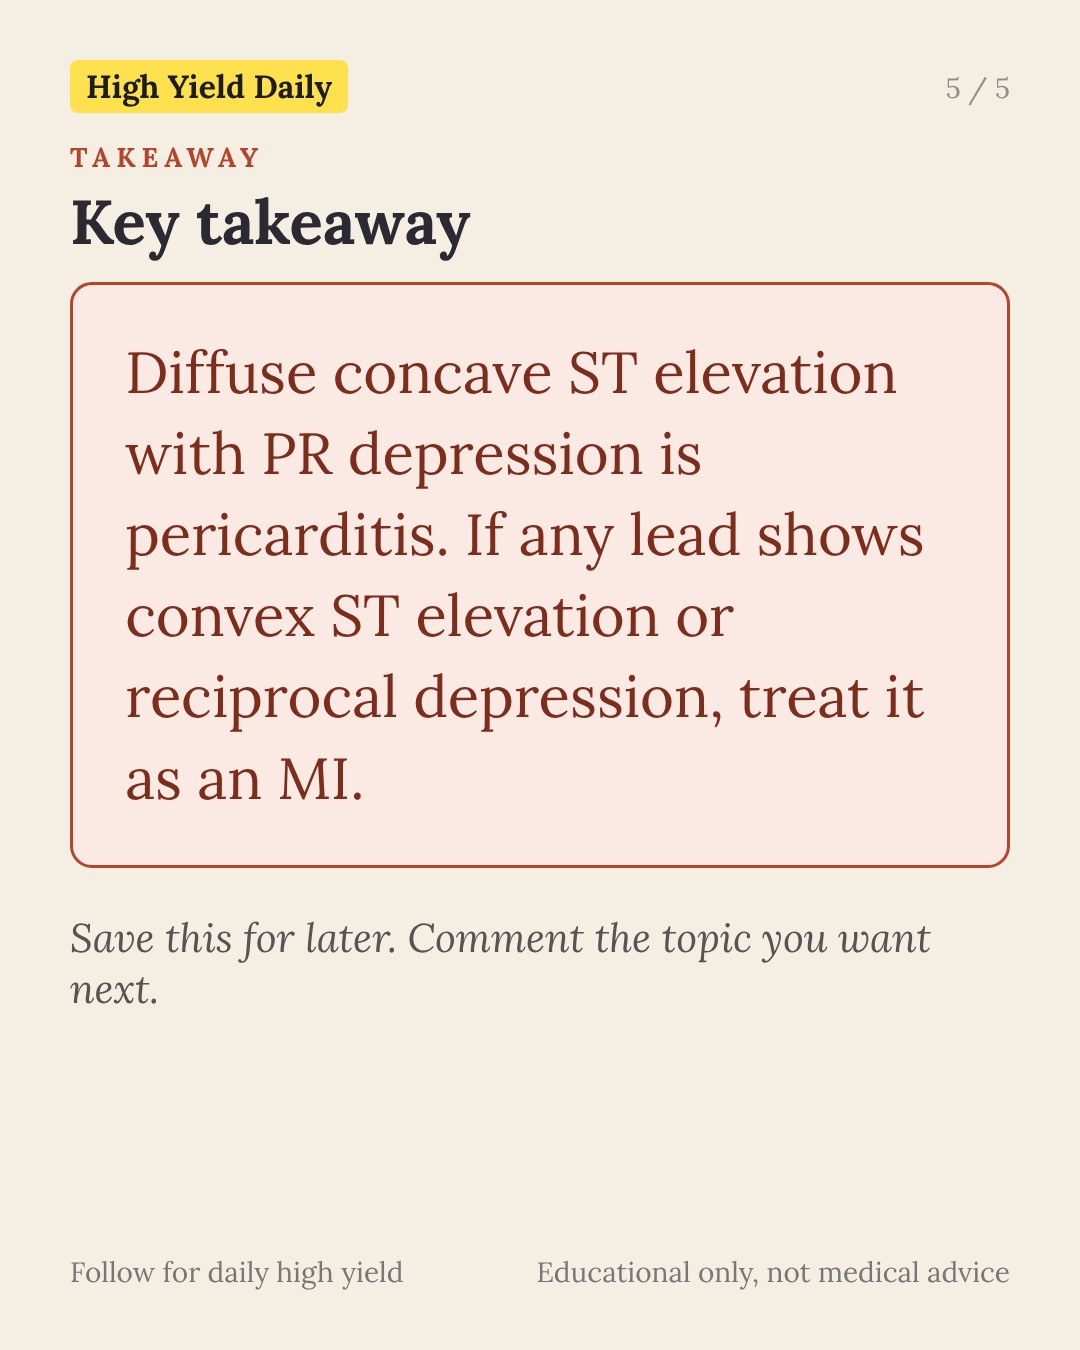 High Yield Daily
5 / 5
TAKEAWAY
Key takeaway
Diffuse concave ST elevation
with PR depression is
pericarditis. If any lead shows
convex ST elevation or
reciprocal depression, treat it
as an MI.
Save this for later. Comment the topic you want
next.
Follow for daily high yield
Educational only, not medical advice